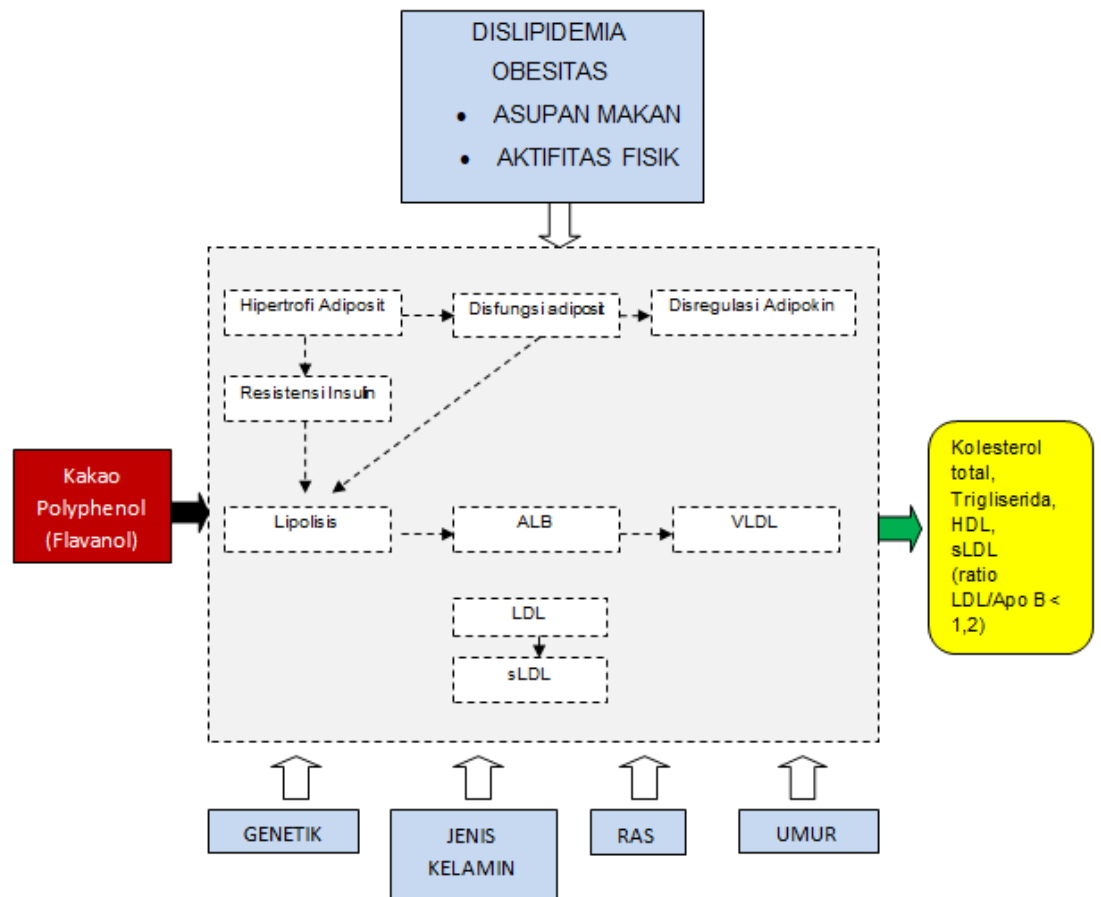 DISLIPIDEMIA
OBESITAS
• ASUPAN MAKAN
• AKTIFITAS FISIK
Hipertrofi Adiposit
Disfungsi adiposit
Disregulasi Adipokin
Resistensi Insulin
Kakao
Polyphenol
(Flavanol)
Lipolisis
ALB
VLDL
LDL
sLDL
Kolesterol
total,
Trigliserida,
HDL,
sLDL
(ratio
LDL/Apo B <
1,2)
GENETIK
JENIS
KELAMIN
RAS
UMUR